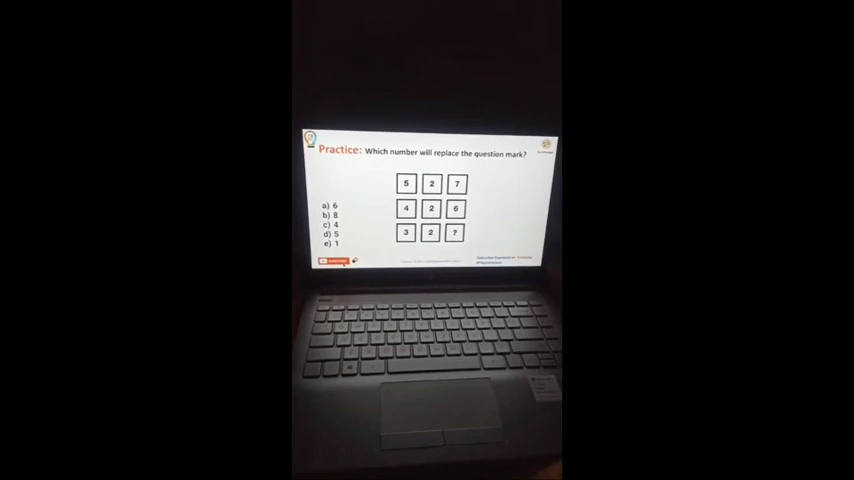 Practice: Which number will replace the question mark?
5 2 7
4 2 6
3 2 ?
a) 6
b) 8
c) 4
d) 5
e) 1